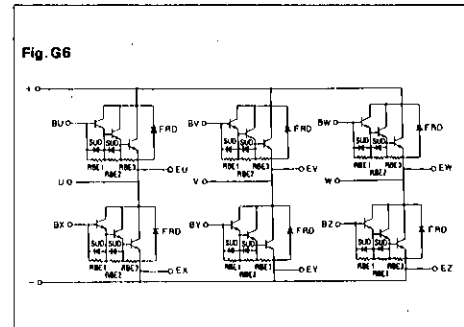 Fig. G6
+
BU
SUD SUD
RBE1 RBE2 RBE3
FRD
EU
U
BV
SUD SUD
RBE1 RBE2 RBE3
FRD
EV
V
BW
SUD SUD
RBE1 RBE2 RBE3
FRD
EW
W
BX
SUD SUD
RBE1 RBE2 RBE3
FRD
EX
BY
SUD SUD
RBE1 RBE2 RBE3
FRD
EY
BZ
SUD SUD
RBE1 RBE2 RBE3
FRD
EZ
−